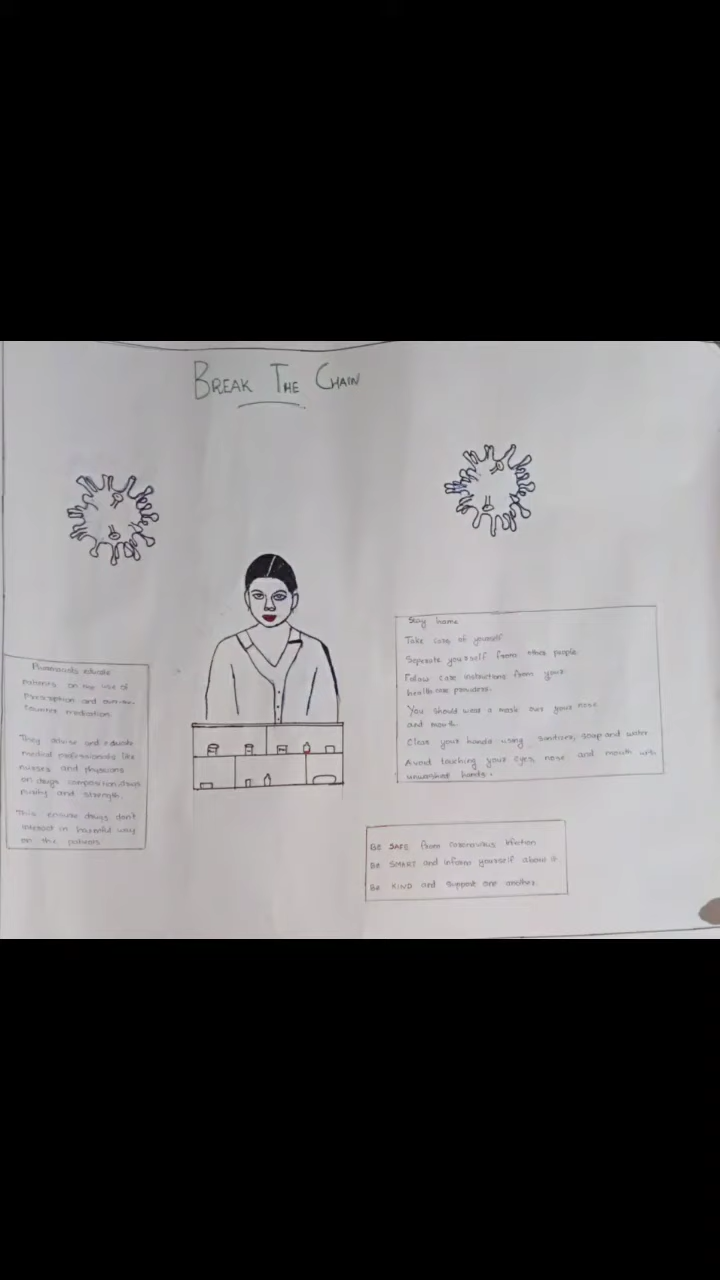 BREAK THE CHAIN
Pharmacists educate
patients on the use of
Prescription and over-the-
counter medication.
They advise and educate
medical professionals like
nurses and physicians
on drugs composition, drugs
purity and strength.
This ensure drugs don't
interact in harmful way
on the patients
Stay home
Take care of yourself
Seperate yourself from other people.
Follow care instructions from your
health care providers.
You should wear a mask over your nose
and mouth.
Clean your hands using sanitizre, soap and water
Avoid touching your eyes, nose and mouth with
unwashed hands.
Be SAFE from coronavirus infection
Be SMART and inform yourself about it
Be KIND and support one another.